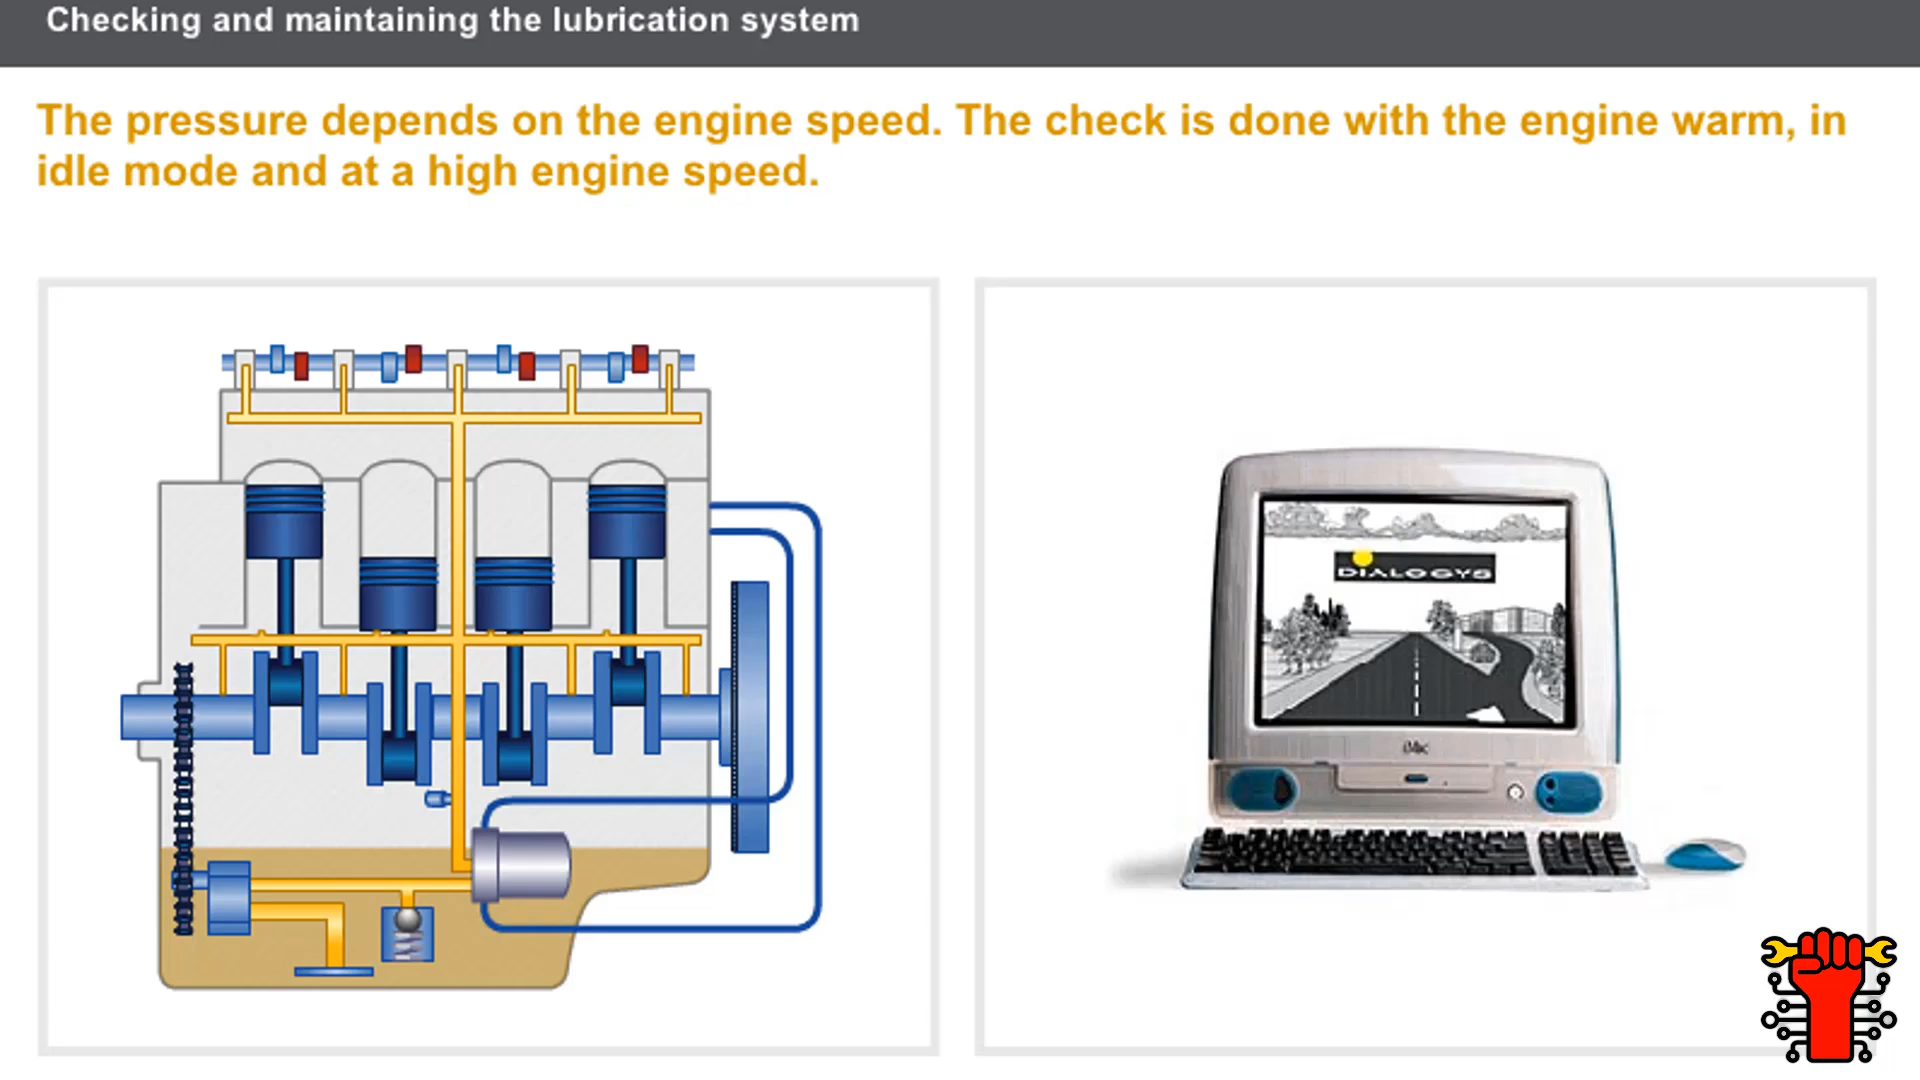 Checking and maintaining the lubrication system
The pressure depends on the engine speed. The check is done with the engine warm, in
idle mode and at a high engine speed.
DIALOGYS
iMac